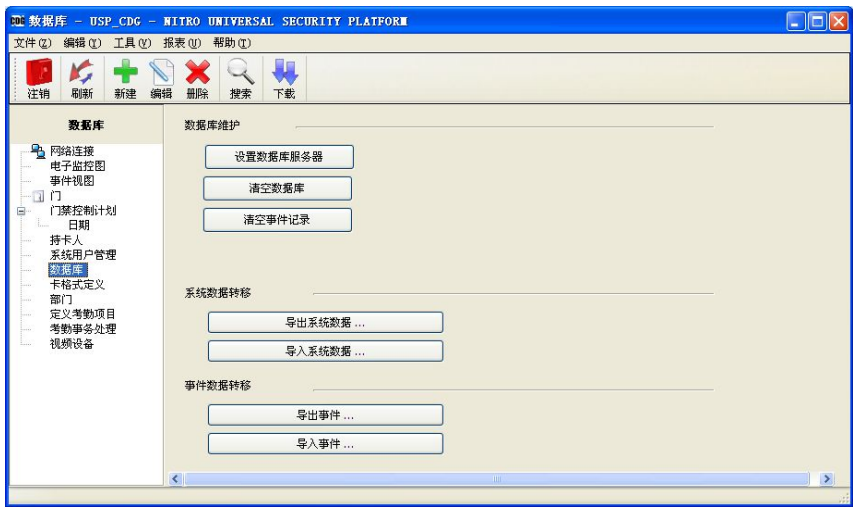 CDG 数据库 - USP_CDG - NITRO UNIVERSAL SECURITY PLATFORM
文件(Z) 编辑(Y) 工具(V) 报表(U) 帮助(T)
注销 刷新 新建 编辑 删除 搜索 下载
数据库
网络连接
电子监控图
事件视图
门
门禁控制计划
日期
持卡人
系统用户管理
数据库
卡格式定义
部门
定义考勤项目
考勤事务处理
视频设备
数据库维护
设置数据库服务器
清空数据库
清空事件记录
系统数据转移
导出系统数据 ...
导入系统数据 ...
事件数据转移
导出事件 ...
导入事件 ...